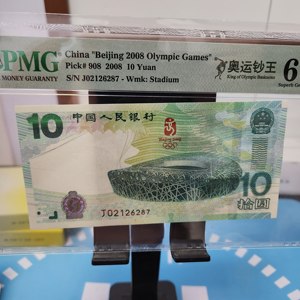 PMG
MONEY GUARANTY
China "Beijing 2008 Olympic Games"
Pick# 908 2008 10 Yuan
S/N J02126287 - Wmk: Stadium
奥运钞王
King of Olympic Banknotes
6
Superb G
10
中国人民银行
10
拾圆
J02126287